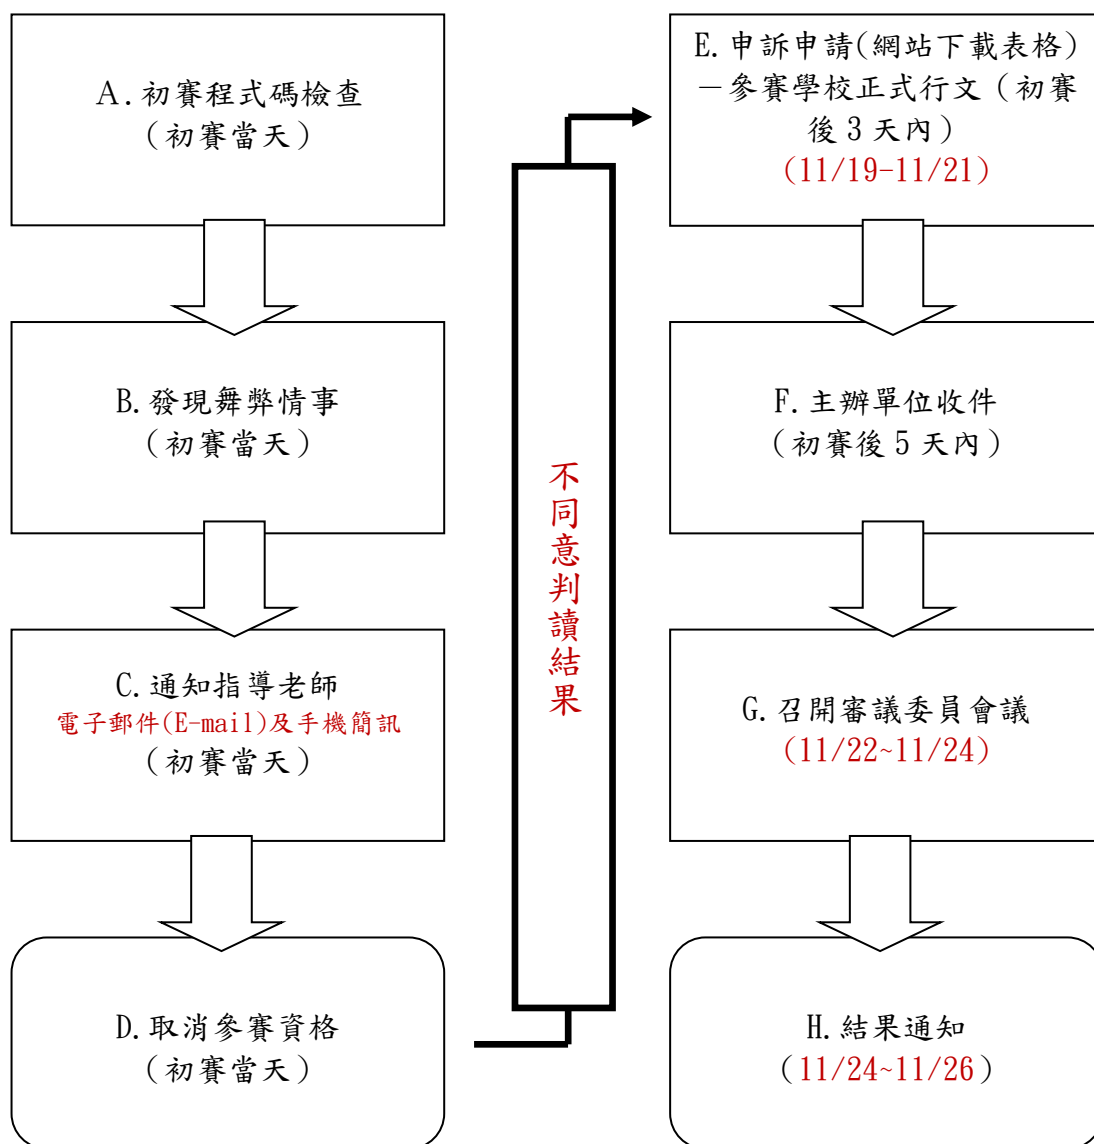 A.初賽程式碼檢查
(初賽當天)
B.發現舞弊情事
(初賽當天)
C.通知指導老師
電子郵件(E-mail)及手機簡訊
(初賽當天)
D.取消參賽資格
(初賽當天)
不同意判讀結果
E.申訴申請(網站下載表格)
－參賽學校正式行文(初賽
後 3 天內)
(11/19-11/21)
F.主辦單位收件
(初賽後 5 天內)
G.召開審議委員會議
(11/22~11/24)
H.結果通知
(11/24~11/26)